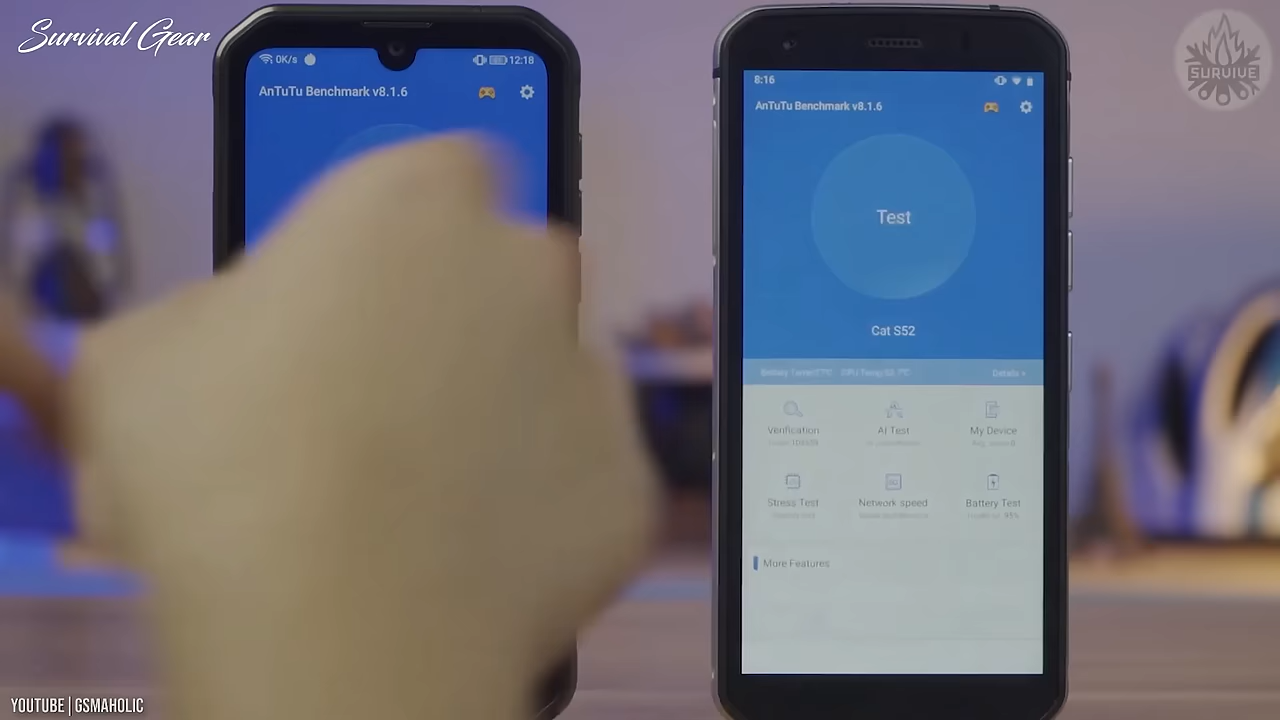 Survival Gear
SURVIVE
0K/s
12:18
AnTuTu Benchmark v8.1.6
8:16
AnTuTu Benchmark v8.1.6
Test
Cat S52
Details >
Verification
AI Test
My Device
Stress Test
Network speed
Battery Test
More Features
YOUTUBE | GSMAHOLIC